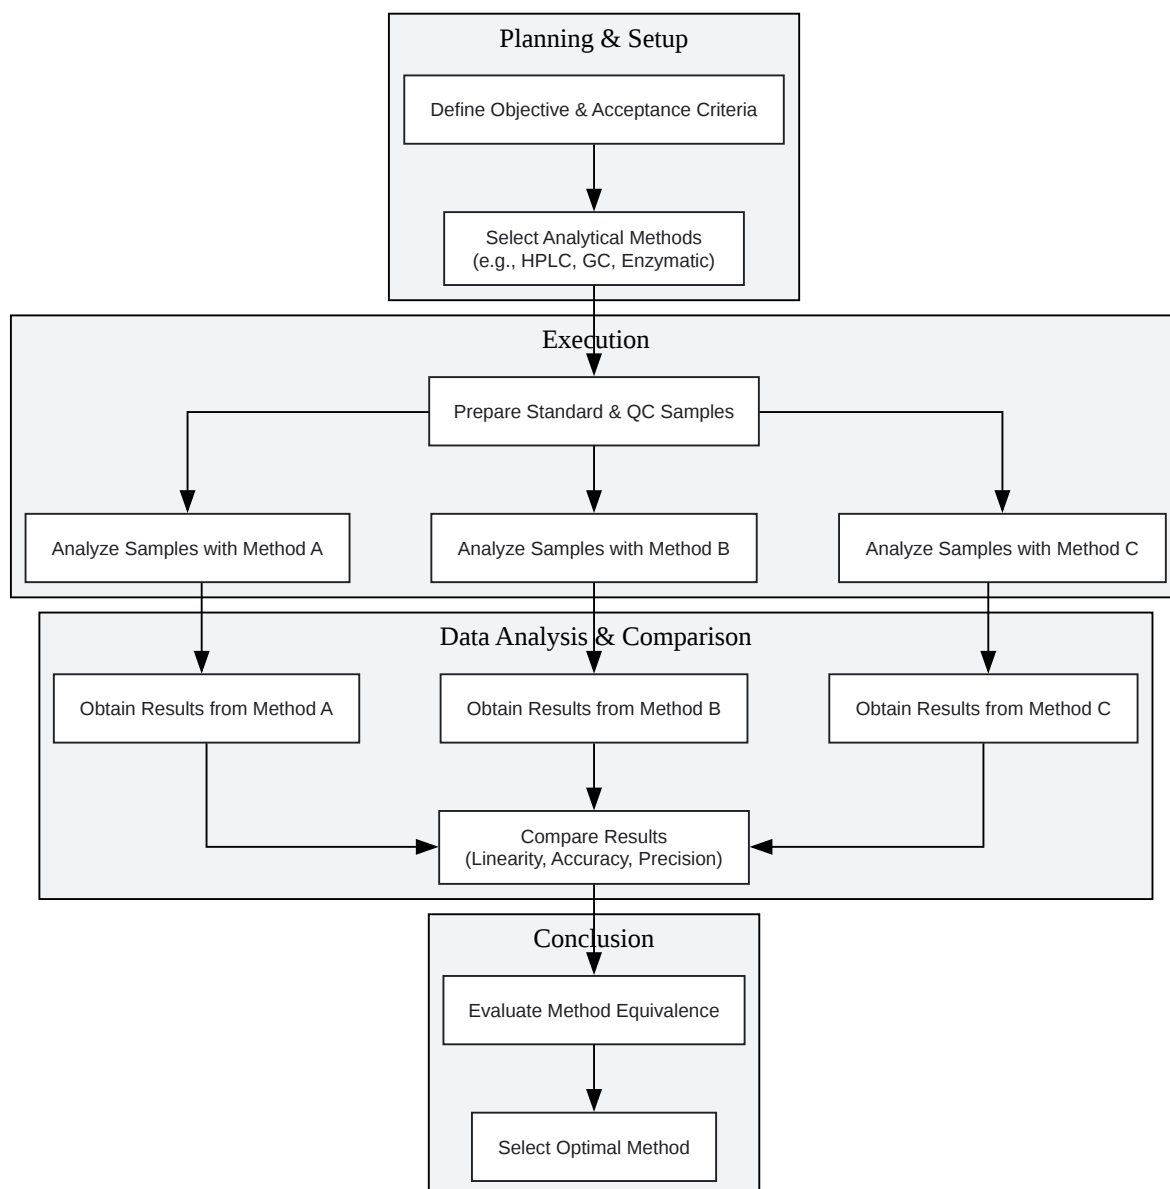 Planning & Setup
Define Objective & Acceptance Criteria
Select Analytical Methods
(e.g., HPLC, GC, Enzymatic)
Execution
Prepare Standard & QC Samples
Analyze Samples with Method A
Analyze Samples with Method B
Analyze Samples with Method C
Data Analysis & Comparison
Obtain Results from Method A
Obtain Results from Method B
Obtain Results from Method C
Compare Results
(Linearity, Accuracy, Precision)
Conclusion
Evaluate Method Equivalence
Select Optimal Method